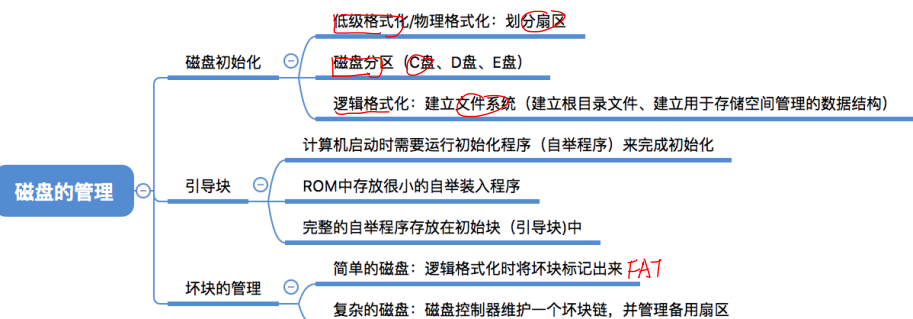 低级格式化/物理格式化：划分扇区
磁盘初始化
磁盘分区（C盘、D盘、E盘）
逻辑格式化：建立文件系统（建立根目录文件、建立用于存储空间管理的数据结构）
计算机启动时需要运行初始化程序（自举程序）来完成初始化
磁盘的管理
引导块
ROM中存放很小的自举装入程序
完整的自举程序存放在初始块（引导块)中
简单的磁盘：逻辑格式化时将坏块标记出来 FAT
坏块的管理
复杂的磁盘：磁盘控制器维护一个坏块链，并管理备用扇区